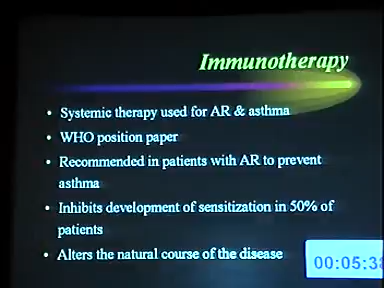 Immunotherapy
• Systemic therapy used for AR & asthma
• WHO position paper
• Recommended in patients with AR to prevent
asthma
• Inhibits development of sensitization in 50% of
patients
• Alters the natural course of the disease
00:05:38